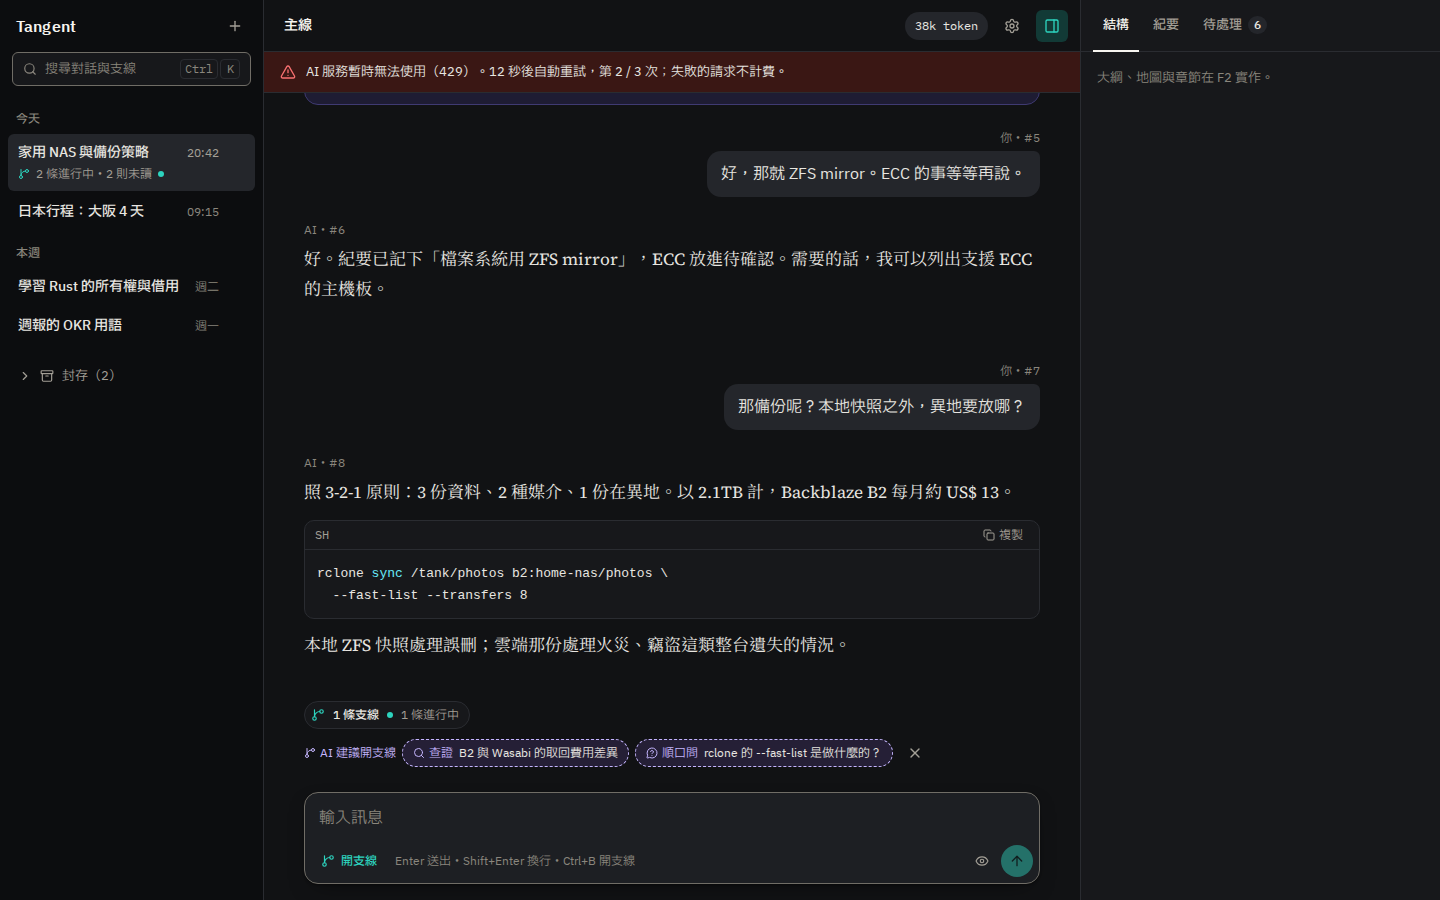 Tangent
搜尋對話與支線 Ctrl K
今天
家用 NAS 與備份策略 20:42
2 條進行中・2 則未讀
日本行程：大阪 4 天 09:15
本週
學習 Rust 的所有權與借用 週二
週報的 OKR 用語 週一
封存（2）
主線
38k token
AI 服務暫時無法使用（429）。12 秒後自動重試，第 2 / 3 次；失敗的請求不計費。
你・#5
好，那就 ZFS mirror。ECC 的事等等再說。
AI・#6
好。紀要已記下「檔案系統用 ZFS mirror」，ECC 放進待確認。需要的話，我可以列出支援 ECC
的主機板。
你・#7
那備份呢？本地快照之外，異地要放哪？
AI・#8
照 3-2-1 原則：3 份資料、2 種媒介、1 份在異地。以 2.1TB 計，Backblaze B2 每月約 US$ 13。
SH 複製
rclone sync /tank/photos b2:home-nas/photos \
--fast-list --transfers 8
本地 ZFS 快照處理誤刪；雲端那份處理火災、竊盜這類整台遺失的情況。
1 條支線 1 條進行中
AI 建議開支線 查證 B2 與 Wasabi 的取回費用差異 順口問 rclone 的 --fast-list 是做什麼的？
輸入訊息
開支線 Enter 送出・Shift+Enter 換行・Ctrl+B 開支線
結構 紀要 待處理 6
大綱、地圖與章節在 F2 實作。